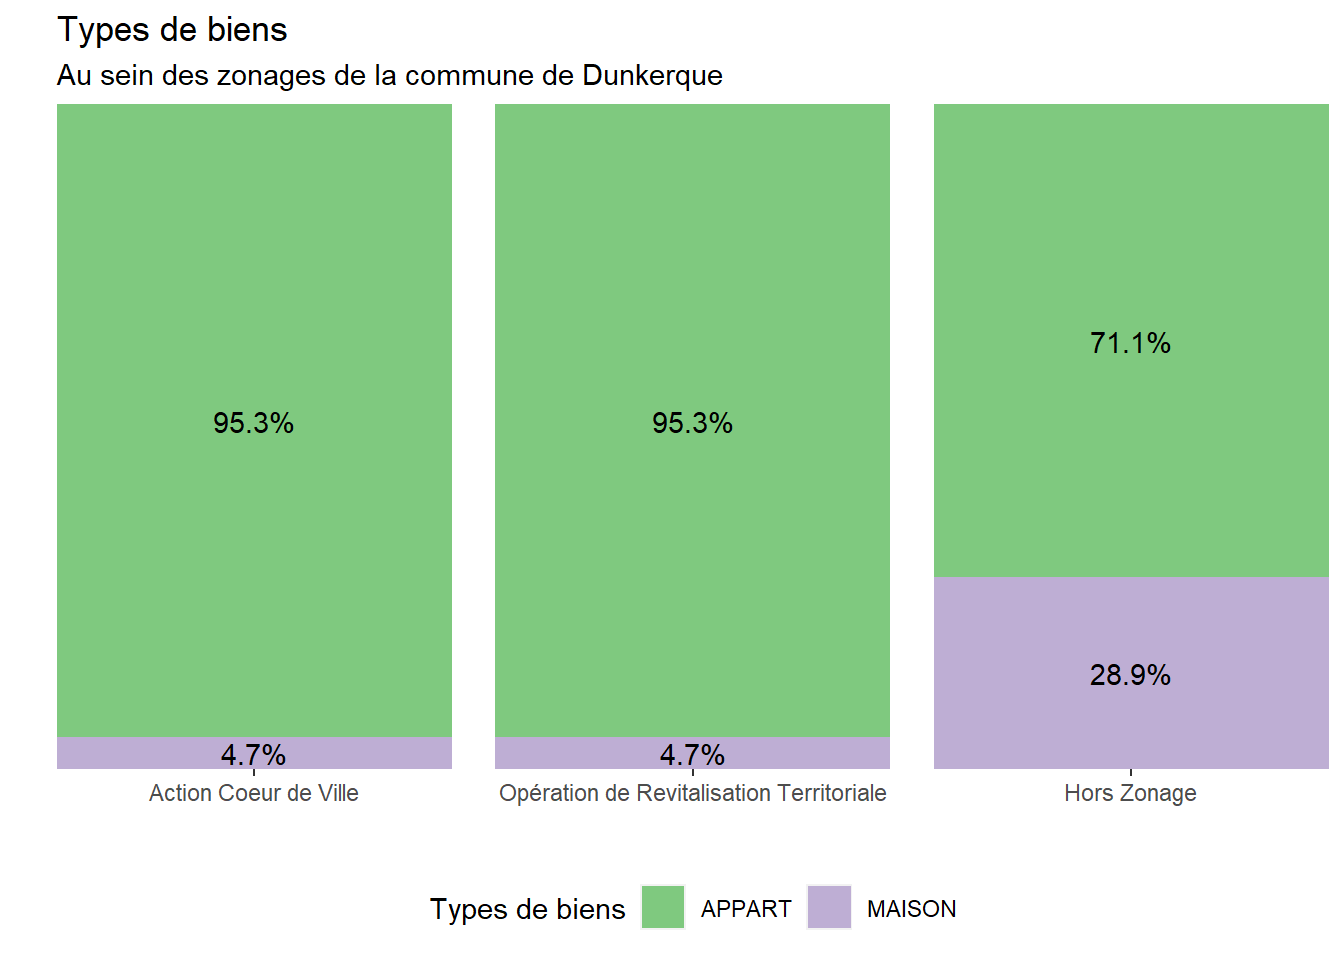 Types de biens
Au sein des zonages de la commune de Dunkerque
95.3%
95.3%
71.1%
28.9%
4.7%
4.7%
Action Coeur de Ville
Opération de Revitalisation Territoriale
Hors Zonage
Types de biens
APPART
MAISON